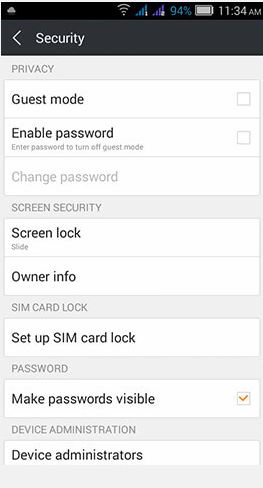 94% 11:34 AM
Security
PRIVACY
Guest mode
Enable password
Enter password to turn off guest mode
Change password
SCREEN SECURITY
Screen lock
Slide
Owner info
SIM CARD LOCK
Set up SIM card lock
PASSWORD
Make passwords visible
DEVICE ADMINISTRATION
Device administrators